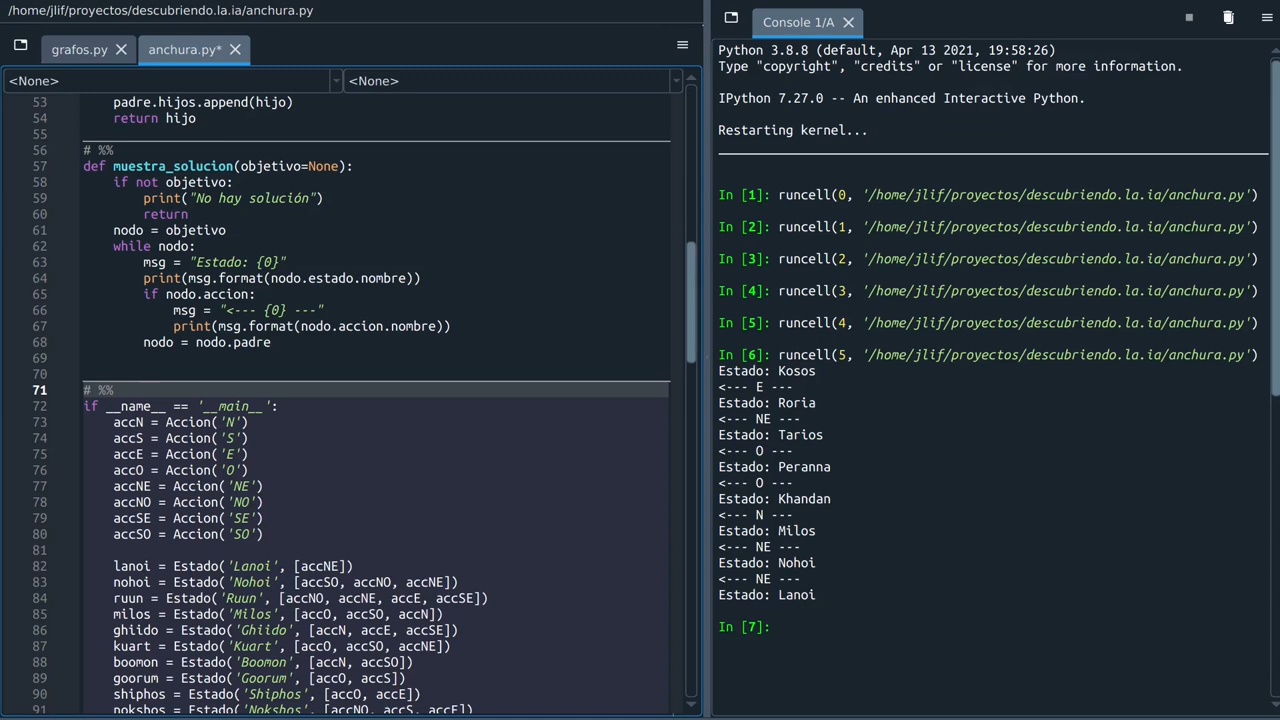 /home/jlif/proyectos/descubriendo.la.ia/anchura.py
grafos.py
anchura.py*
<None>
<None>
53 padre.hijos.append(hijo)
54 return hijo
55
56 # %%
57 def muestra_solucion(objetivo=None):
58 if not objetivo:
59 print("No hay solución")
60 return
61 nodo = objetivo
62 while nodo:
63 msg = "Estado: {0}"
64 print(msg.format(nodo.estado.nombre))
65 if nodo.accion:
66 msg = "<--- {0} ---"
67 print(msg.format(nodo.accion.nombre))
68 nodo = nodo.padre
69
70
71 # %%
72 if __name__ == '__main__':
73 accN = Accion('N')
74 accS = Accion('S')
75 accE = Accion('E')
76 accO = Accion('O')
77 accNE = Accion('NE')
78 accNO = Accion('NO')
79 accSE = Accion('SE')
80 accSO = Accion('SO')
81
82 lanoi = Estado('Lanoi', [accNE])
83 nohoi = Estado('Nohoi', [accSO, accNO, accNE])
84 ruun = Estado('Ruun', [accNO, accNE, accE, accSE])
85 milos = Estado('Milos', [accO, accSO, accN])
86 ghiido = Estado('Ghiido', [accN, accE, accSE])
87 kuart = Estado('Kuart', [accO, accSO, accNE])
88 boomon = Estado('Boomon', [accN, accSO])
89 goorum = Estado('Goorum', [accO, accS])
90 shiphos = Estado('Shiphos', [accO, accE])
91 nokshos = Estado('Nokshos', [accNO, accS, accE])
Console 1/A
Python 3.8.8 (default, Apr 13 2021, 19:58:26)
Type "copyright", "credits" or "license" for more information.
IPython 7.27.0 -- An enhanced Interactive Python.
Restarting kernel...
In [1]: runcell(0, '/home/jlif/proyectos/descubriendo.la.ia/anchura.py')
In [2]: runcell(1, '/home/jlif/proyectos/descubriendo.la.ia/anchura.py')
In [3]: runcell(2, '/home/jlif/proyectos/descubriendo.la.ia/anchura.py')
In [4]: runcell(3, '/home/jlif/proyectos/descubriendo.la.ia/anchura.py')
In [5]: runcell(4, '/home/jlif/proyectos/descubriendo.la.ia/anchura.py')
In [6]: runcell(5, '/home/jlif/proyectos/descubriendo.la.ia/anchura.py')
Estado: Kosos
<--- E ---
Estado: Roria
<--- NE ---
Estado: Tarios
<--- O ---
Estado: Peranna
<--- O ---
Estado: Khandan
<--- N ---
Estado: Milos
<--- NE ---
Estado: Nohoi
<--- NE ---
Estado: Lanoi
In [7]: